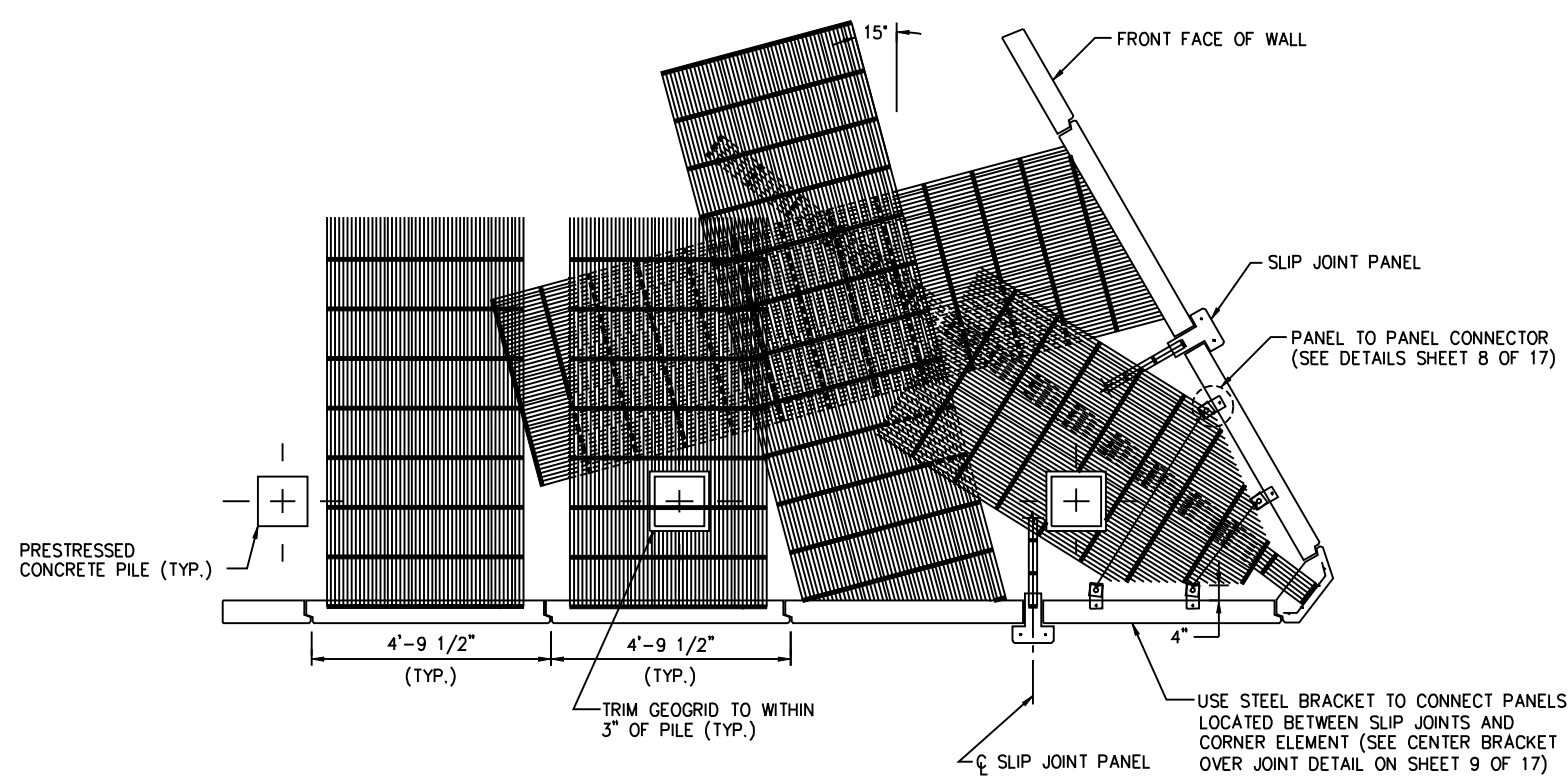 15°
FRONT FACE OF WALL
SLIP JOINT PANEL
PANEL TO PANEL CONNECTOR
(SEE DETAILS SHEET 8 OF 17)
PRESTRESSED
CONCRETE PILE (TYP.)
4'-9 1/2"
(TYP.)
4'-9 1/2"
(TYP.)
4"
TRIM GEOGRID TO WITHIN
3" OF PILE (TYP.)
USE STEEL BRACKET TO CONNECT PANELS
LOCATED BETWEEN SLIP JOINTS AND
CORNER ELEMENT (SEE CENTER BRACKET
OVER JOINT DETAIL ON SHEET 9 OF 17)
℄ SLIP JOINT PANEL